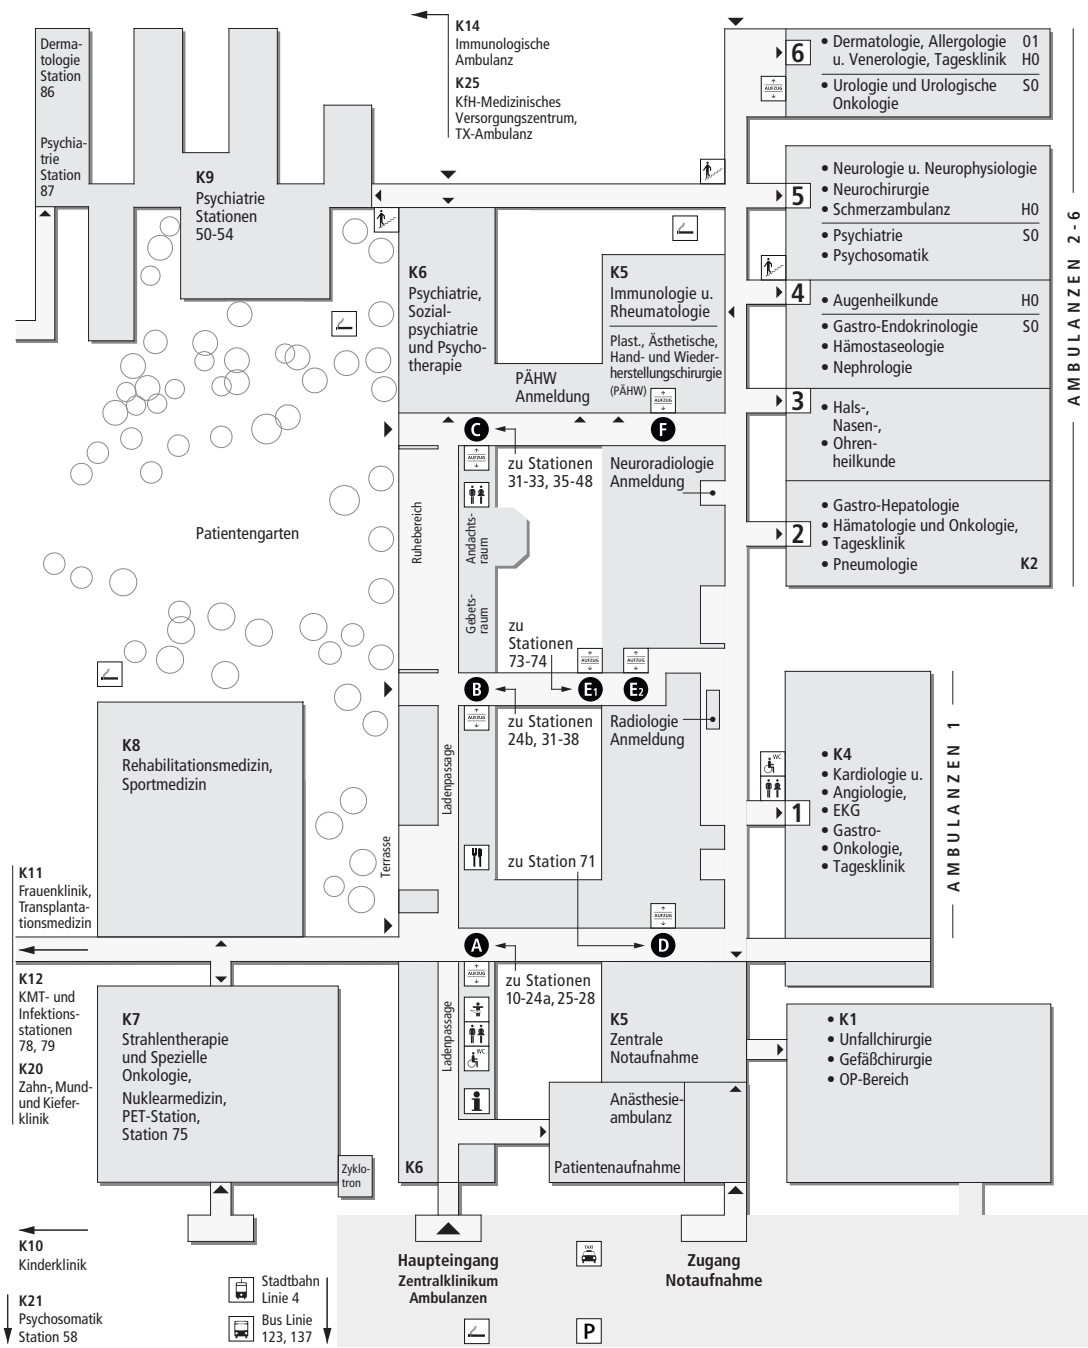 K14
Immunologische
Ambulanz
K25
KfH-Medizinisches
Versorgungszentrum,
TX-Ambulanz
Derma-
tologie
Station
86
Psychia-
trie
Station
87
K9
Psychiatrie
Stationen
50-54
6
• Dermatologie, Allergologie 01
u. Venerologie, Tagesklinik H0
• Urologie und Urologische S0
Onkologie
AUFZUG
5
• Neurologie u. Neurophysiologie
• Neurochirurgie
• Schmerzambulanz H0
• Psychiatrie S0
• Psychosomatik
4
• Augenheilkunde H0
• Gastro-Endokrinologie S0
• Hämostaseologie
• Nephrologie
3
• Hals-,
Nasen-,
• Ohren-
heilkunde
2
• Gastro-Hepatologie
• Hämatologie und Onkologie,
• Tagesklinik
• Pneumologie K2
AMBULANZEN 2-6
K6
Psychiatrie,
Sozial-
psychiatrie
und Psycho-
therapie
K5
Immunologie u.
Rheumatologie
Plast., Ästhetische,
Hand- und Wieder-
herstellungschirurgie
(PÄHW)
AUFZUG
PÄHW
Anmeldung
C
F
AUFZUG
zu Stationen
31-33, 35-48
Neuroradiologie
Anmeldung
Ruhebereich
Andachts-
raum
Gebets-
raum
Patientengarten
zu
Stationen
73-74
AUFZUG
AUFZUG
B
E1
E2
AUFZUG
zu Stationen
24b, 31-38
Radiologie
Anmeldung
Ladenpassage
K8
Rehabilitationsmedizin,
Sportmedizin
Terrasse
zu Station 71
WC
1
• K4
• Kardiologie u.
• Angiologie,
• EKG
• Gastro-
• Onkologie,
• Tagesklinik
AMBULANZEN 1
K11
Frauenklinik,
Transplanta-
tionsmedizin
AUFZUG
A
D
AUFZUG
zu Stationen
10-24a, 25-28
K12
KMT- und
Infektions-
stationen
78, 79
K20
Zahn-, Mund-
und Kiefer-
klinik
K7
Strahlentherapie
und Spezielle
Onkologie,
Nuklearmedizin,
PET-Station,
Station 75
Zyklo-
tron
Ladenpassage
WC
K5
Zentrale
Notaufnahme
Anästhesie-
ambulanz
Patientenaufnahme
K6
• K1
• Unfallchirurgie
• Gefäßchirurgie
• OP-Bereich
K10
Kinderklinik
K21
Psychosomatik
Station 58
Stadtbahn
Linie 4
Bus Linie
123, 137
Haupteingang
Zentralklinikum
Ambulanzen
TAXI
P
Zugang
Notaufnahme